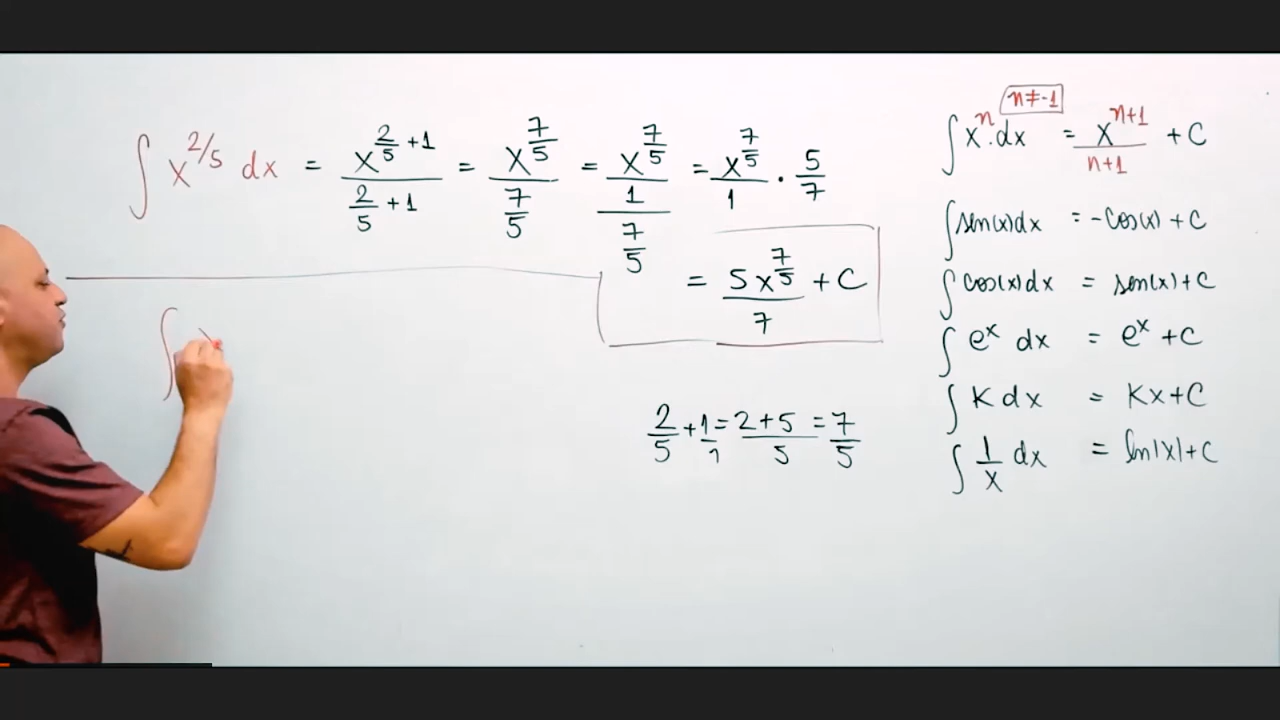 ∫ x^{2/5} dx = x^{2/5 + 1} / (2/5 + 1) = x^{7/5} / (7/5) = (x^{7/5} / 1) / (7/5) = x^{7/5} / 1 · 5/7
= 5x^{7/5} / 7 + C
∫
2/5 + 1/1 = 2+5 / 5 = 7/5
n≠-1
∫ x^n · dx = x^{n+1} / n+1 + C
∫ sen(x)dx = -cos(x) + C
∫ cos(x)dx = sen(x) + C
∫ e^x dx = e^x + C
∫ K dx = Kx + C
∫ 1/x dx = ln|x| + C